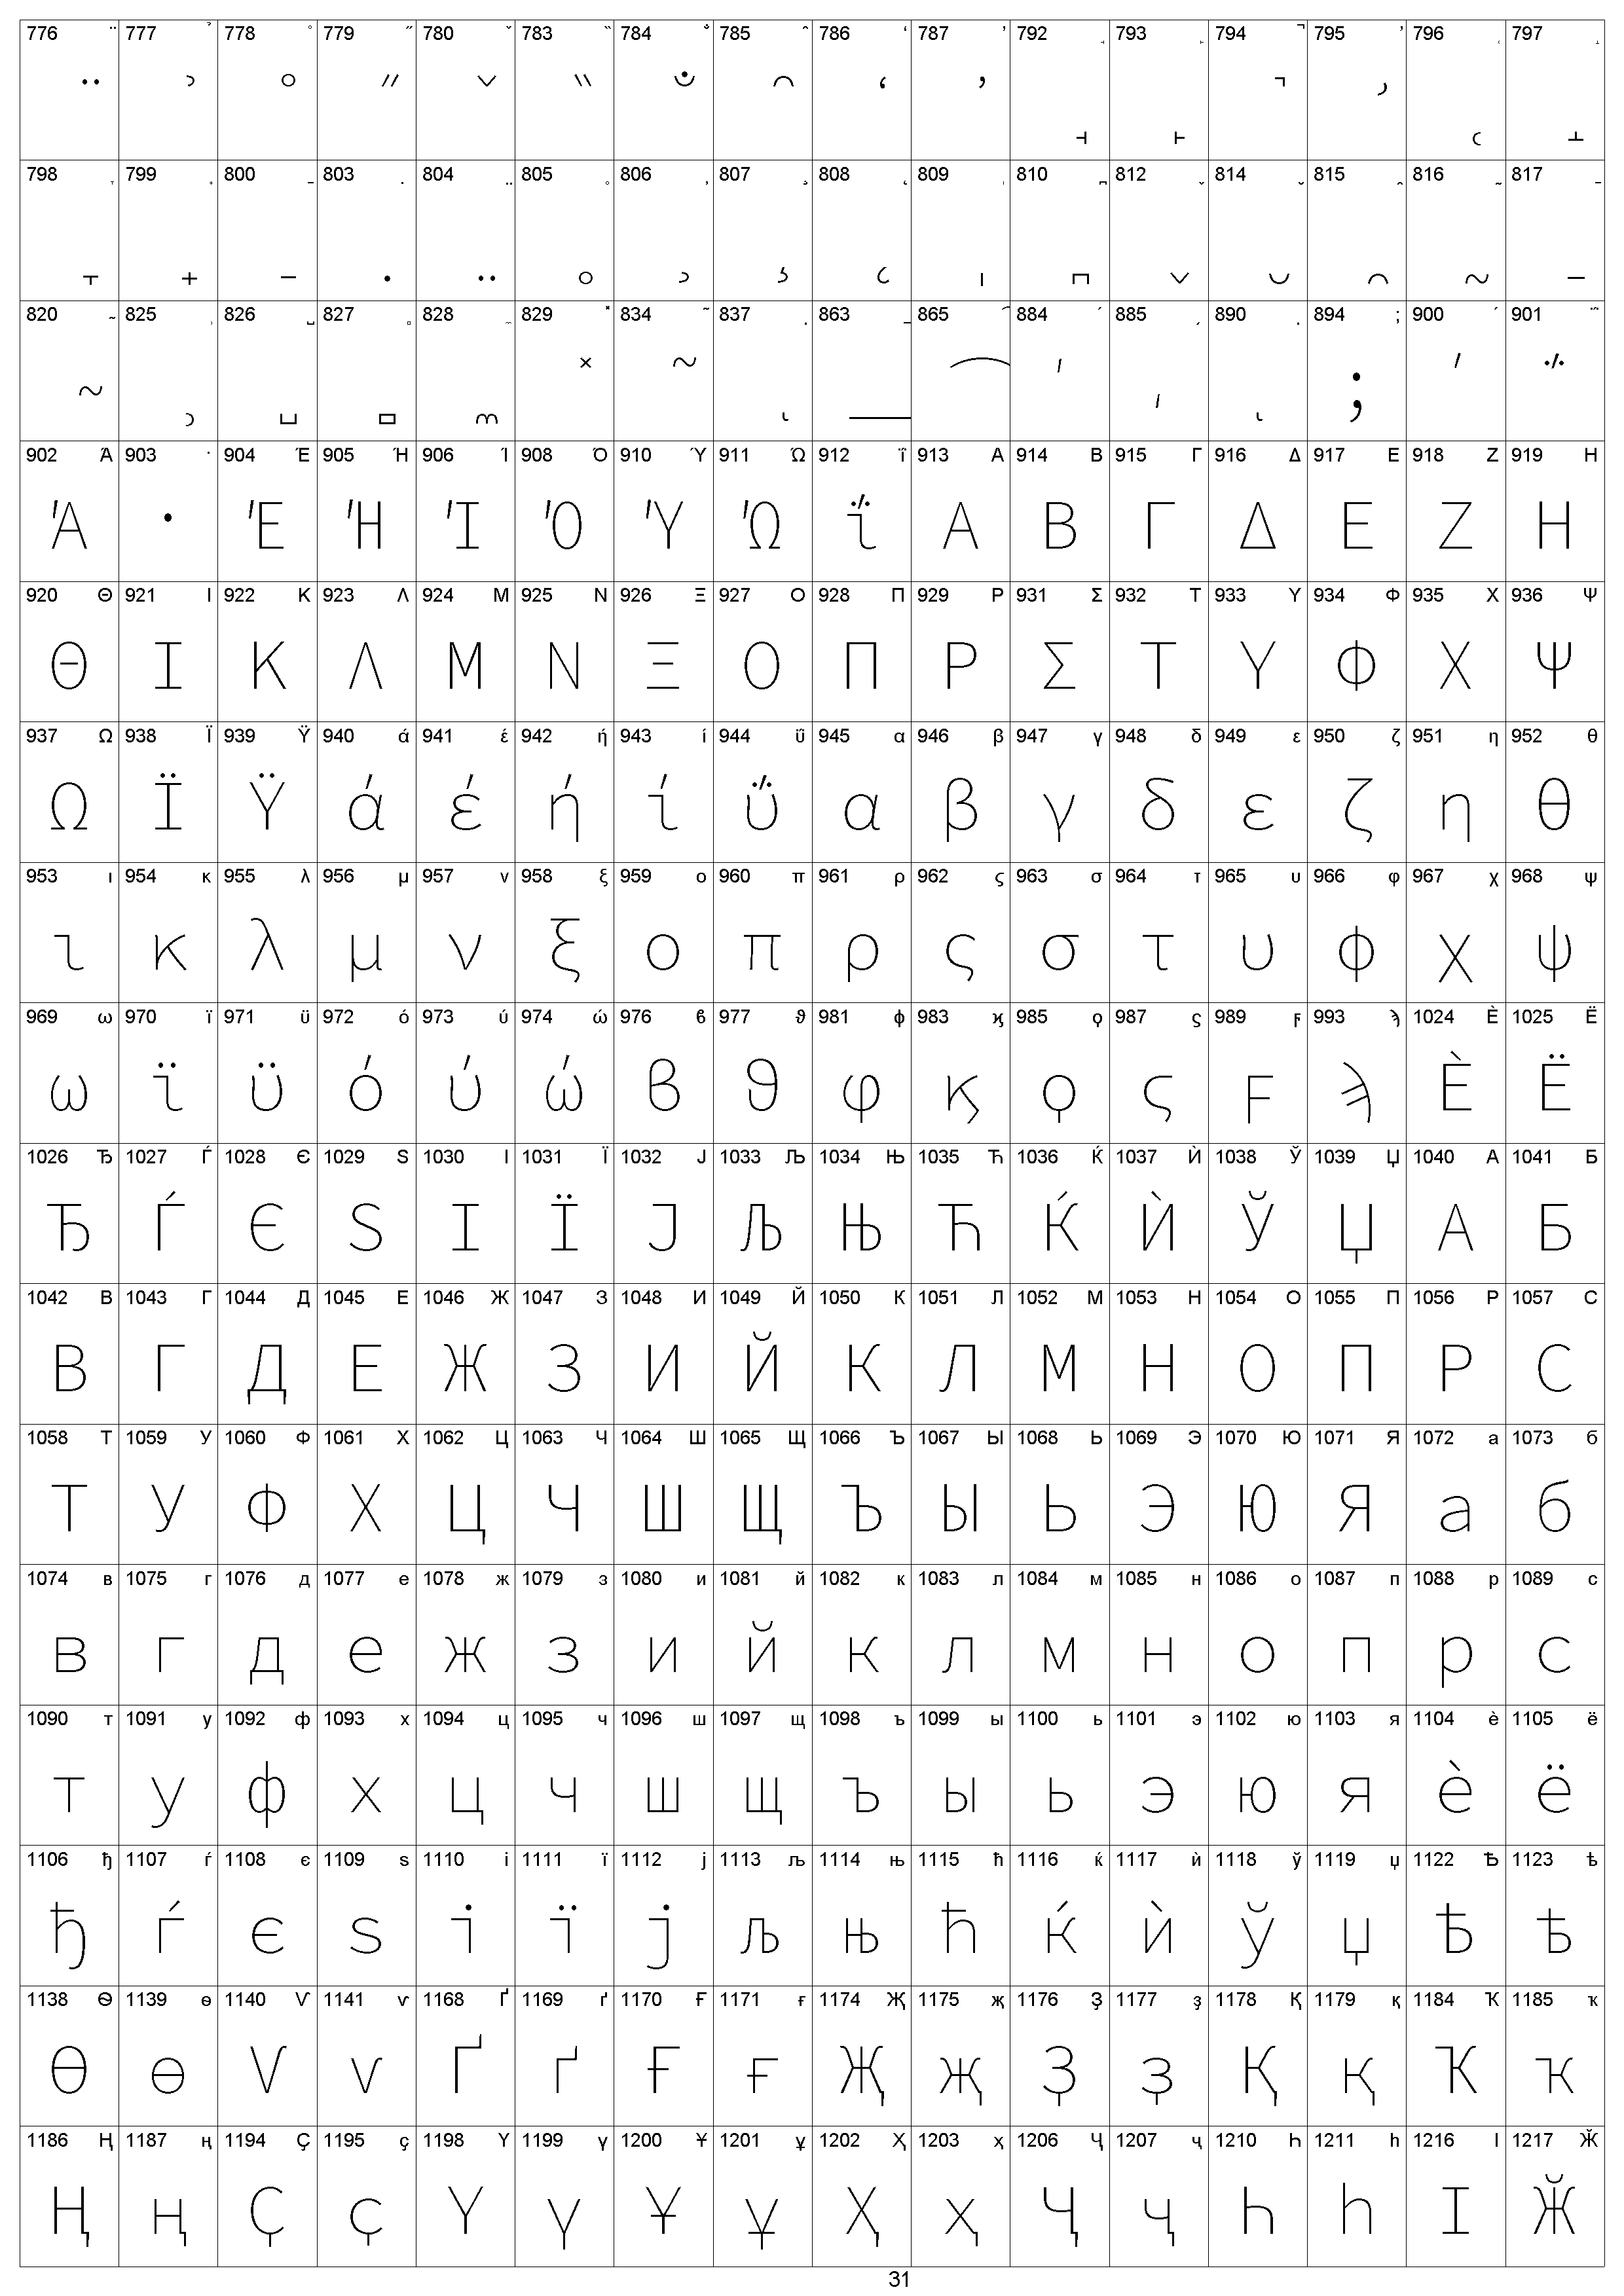 776 ̈ 777 ̉ 778 ̊ 779 ̋ 780 ̌ 783 ̏ 784 ̐ 785 ̑ 786 ̒ 787 ̓ 792 ̘ 793 ̙ 794 ̚ 795 ̛ 796 ̜ 797 ̝
̈ ̉ ̊ ̋ ̌ ̏ ̐ ̑ ̒ ̓ ̘ ̙ ̚ ̛ ̜ ̝
798 ̞ 799 ̟ 800 ̠ 803 ̣ 804 ̤ 805 ̥ 806 ̦ 807 ̧ 808 ̨ 809 ̩ 810 ̪ 812 ̬ 814 ̮ 815 ̯ 816 ̰ 817 ̱
̞ ̟ ̠ ̣ ̤ ̥ ̦ ̧ ̨ ̩ ̪ ̬ ̮ ̯ ̰ ̱
820 ̴ 825 ̹ 826 ̺ 827 ̻ 828 ̼ 829 ̽ 834 ͂ 837 ͅ 863 ͟ 865 ͡ 884 ʹ 885 ͵ 890 ͺ 894 ; 900 ΄ 901 ΅
̴ ̹ ̺ ̻ ̼ ̽ ͂ ͅ ͟ ͡ ʹ ͵ ͺ ; ΄ ΅
902 Ά 903 · 904 Έ 905 Ή 906 Ί 908 Ό 910 Ύ 911 Ώ 912 ΐ 913 Α 914 Β 915 Γ 916 Δ 917 Ε 918 Ζ 919 Η
Ά · Έ Ή Ί Ό Ύ Ώ ΐ Α Β Γ Δ Ε Ζ Η
920 Θ 921 Ι 922 Κ 923 Λ 924 Μ 925 Ν 926 Ξ 927 Ο 928 Π 929 Ρ 931 Σ 932 Τ 933 Υ 934 Φ 935 Χ 936 Ψ
Θ Ι Κ Λ Μ Ν Ξ Ο Π Ρ Σ Τ Υ Φ Χ Ψ
937 Ω 938 Ϊ 939 Ϋ 940 ά 941 έ 942 ή 943 ί 944 ΰ 945 α 946 β 947 γ 948 δ 949 ε 950 ζ 951 η 952 θ
Ω Ϊ Ϋ ά έ ή ί ΰ α β γ δ ε ζ η θ
953 ι 954 κ 955 λ 956 μ 957 ν 958 ξ 959 ο 960 π 961 ρ 962 ς 963 σ 964 τ 965 υ 966 φ 967 χ 968 ψ
ι κ λ μ ν ξ ο π ρ ς σ τ υ φ χ ψ
969 ω 970 ϊ 971 ϋ 972 ό 973 ύ 974 ώ 976 ϐ 977 ϑ 981 ϕ 983 ϗ 985 ϙ 987 ϛ 989 ϝ 993 ϡ 1024 Ѐ 1025 Ё
ω ϊ ϋ ό ύ ώ ϐ ϑ ϕ ϗ ϙ ϛ ϝ ϡ Ѐ Ё
1026 Ђ 1027 Ѓ 1028 Є 1029 Ѕ 1030 І 1031 Ї 1032 Ј 1033 Љ 1034 Њ 1035 Ћ 1036 Ќ 1037 Ѝ 1038 Ў 1039 Џ 1040 А 1041 Б
Ђ Ѓ Є Ѕ І Ї Ј Љ Њ Ћ Ќ Ѝ Ў Џ А Б
1042 В 1043 Г 1044 Д 1045 Е 1046 Ж 1047 З 1048 И 1049 Й 1050 К 1051 Л 1052 М 1053 Н 1054 О 1055 П 1056 Р 1057 С
В Г Д Е Ж З И Й К Л М Н О П Р С
1058 Т 1059 У 1060 Ф 1061 Х 1062 Ц 1063 Ч 1064 Ш 1065 Щ 1066 Ъ 1067 Ы 1068 Ь 1069 Э 1070 Ю 1071 Я 1072 а 1073 б
Т У Ф Х Ц Ч Ш Щ Ъ Ы Ь Э Ю Я а б
1074 в 1075 г 1076 д 1077 е 1078 ж 1079 з 1080 и 1081 й 1082 к 1083 л 1084 м 1085 н 1086 о 1087 п 1088 р 1089 с
в г д е ж з и й к л м н о п р с
1090 т 1091 у 1092 ф 1093 х 1094 ц 1095 ч 1096 ш 1097 щ 1098 ъ 1099 ы 1100 ь 1101 э 1102 ю 1103 я 1104 ѐ 1105 ё
т у ф х ц ч ш щ ъ ы ь э ю я ѐ ё
1106 ђ 1107 ѓ 1108 є 1109 ѕ 1110 і 1111 ї 1112 ј 1113 љ 1114 њ 1115 ћ 1116 ќ 1117 ѝ 1118 ў 1119 џ 1122 Ѣ 1123 ѣ
ђ ѓ є ѕ і ї ј љ њ ћ ќ ѝ ў џ Ѣ ѣ
1138 Ѳ 1139 ѳ 1140 Ѵ 1141 ѵ 1168 Ґ 1169 ґ 1170 Ғ 1171 ғ 1174 Җ 1175 җ 1176 Ҙ 1177 ҙ 1178 Қ 1179 қ 1184 Ҡ 1185 ҡ
Ѳ ѳ Ѵ ѵ Ґ ґ Ғ ғ Җ җ Ҙ ҙ Қ қ Ҡ ҡ
1186 Ң 1187 ң 1194 Ҫ 1195 ҫ 1198 Ү 1199 ү 1200 Ұ 1201 ұ 1202 Ҳ 1203 ҳ 1206 Ҷ 1207 ҷ 1210 Һ 1211 һ 1216 Ӏ 1217 Ӂ
Ң ң Ҫ ҫ Ү ү Ұ ұ Ҳ ҳ Ҷ ҷ Һ һ Ӏ Ӂ
31